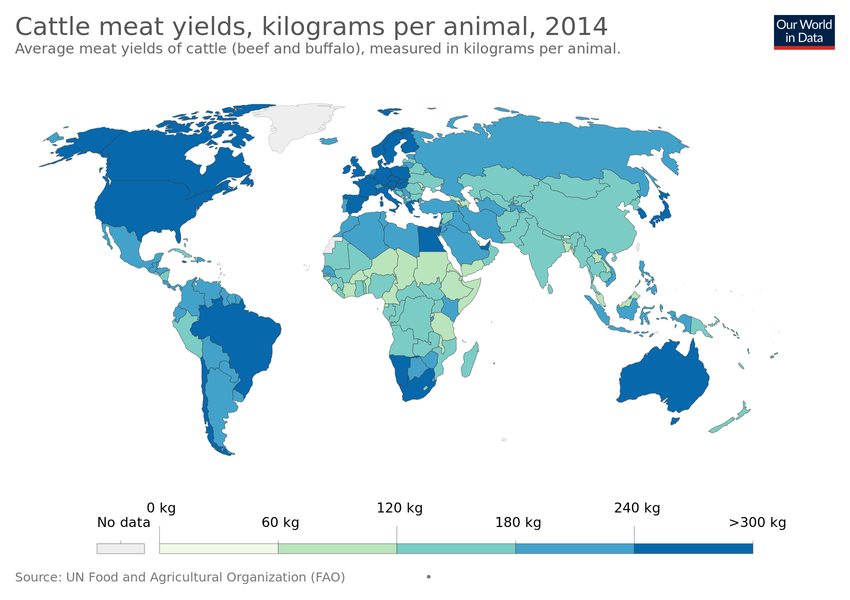 Cattle meat yields, kilograms per animal, 2014
Average meat yields of cattle (beef and buffalo), measured in kilograms per animal.
Our World
in Data
No data
0 kg
60 kg
120 kg
180 kg
240 kg
>300 kg
Source: UN Food and Agricultural Organization (FAO)
•